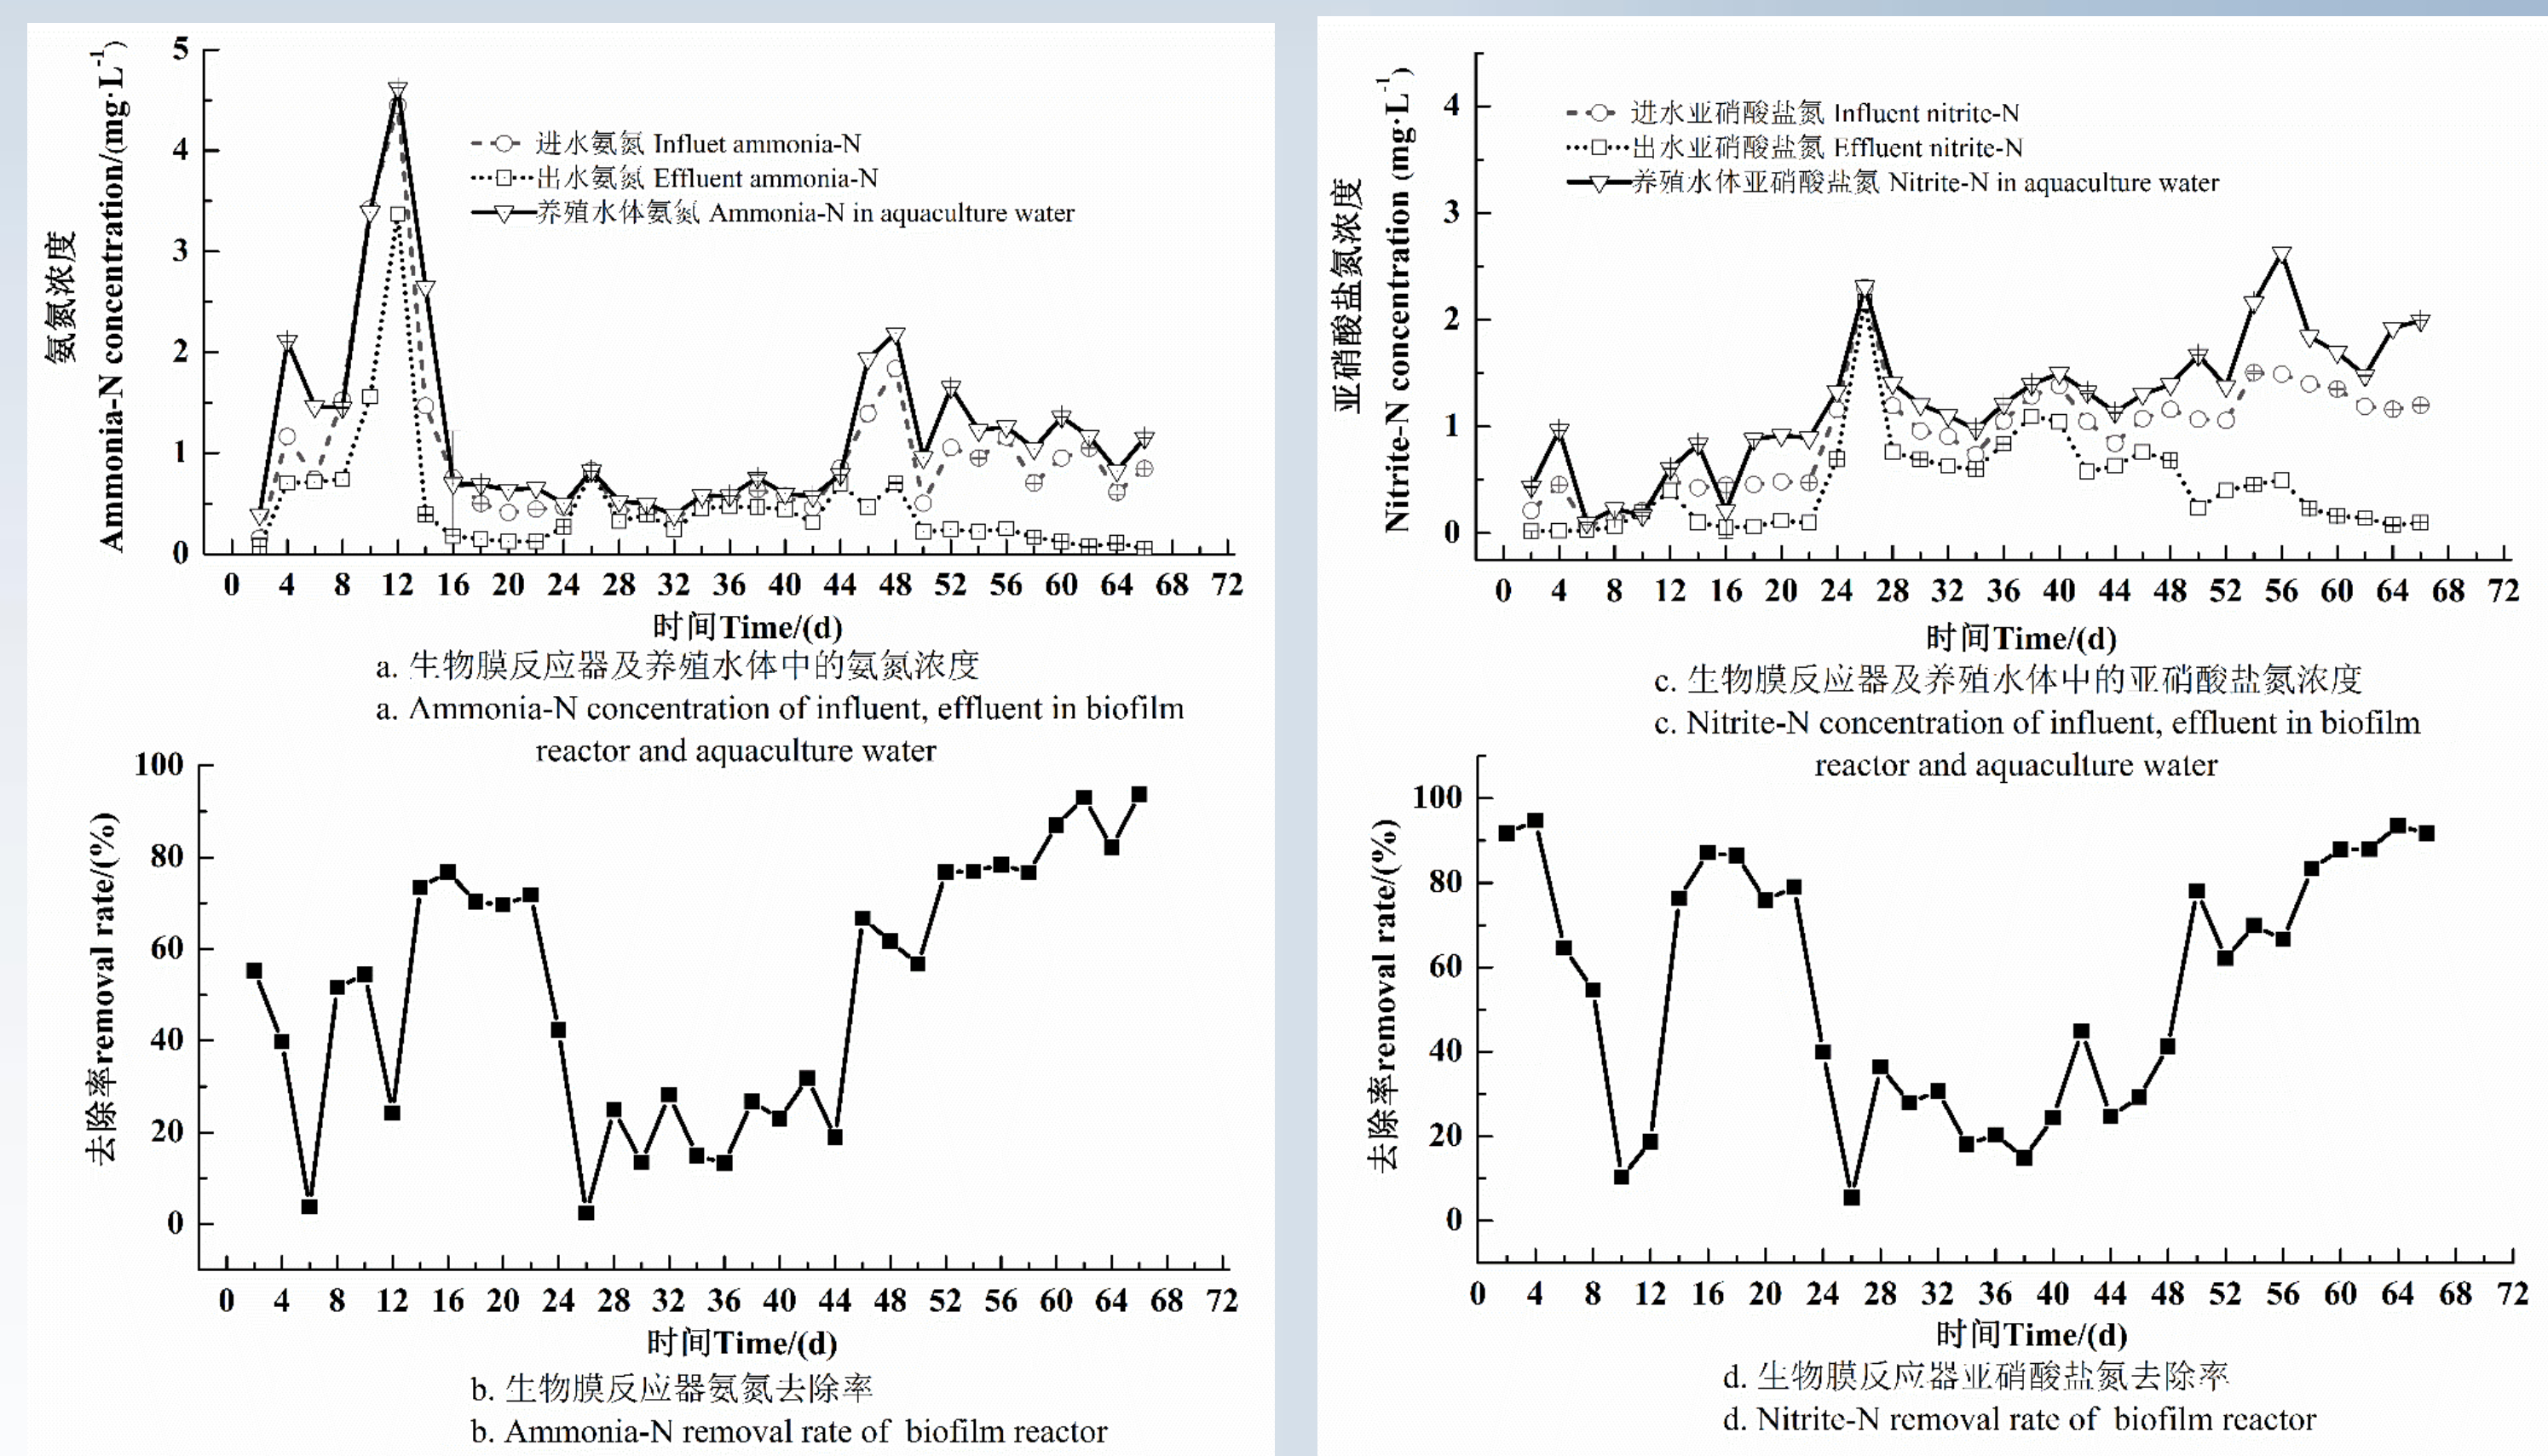 氨氮浓度
Ammonia-N concentration/(mg·L⁻¹)
5
4
3
2
1
0
进水氨氮 Influet ammonia-N
出水氨氮 Effluent ammonia-N
养殖水体氨氮 Ammonia-N in aquaculture water
0 4 8 12 16 20 24 28 32 36 40 44 48 52 56 60 64 68 72
时间Time/(d)
a. 生物膜反应器及养殖水体中的氨氮浓度
a. Ammonia-N concentration of influent, effluent in biofilm
reactor and aquaculture water
去除率removal rate/(%)
100
80
60
40
20
0
0 4 8 12 16 20 24 28 32 36 40 44 48 52 56 60 64 68 72
时间Time/(d)
b. 生物膜反应器氨氮去除率
b. Ammonia-N removal rate of biofilm reactor
亚硝酸盐氮浓度
Nitrite-N concentration (mg·L⁻¹)
4
3
2
1
0
进水亚硝酸盐氮 Influent nitrite-N
出水亚硝酸盐氮 Effluent nitrite-N
养殖水体亚硝酸盐氮 Nitrite-N in aquaculture water
0 4 8 12 16 20 24 28 32 36 40 44 48 52 56 60 64 68 72
时间Time/(d)
c. 生物膜反应器及养殖水体中的亚硝酸盐氮浓度
c. Nitrite-N concentration of influent, effluent in biofilm
reactor and aquaculture water
去除率removal rate/(%)
100
80
60
40
20
0
0 4 8 12 16 20 24 28 32 36 40 44 48 52 56 60 64 68 72
时间Time/(d)
d. 生物膜反应器亚硝酸盐氮去除率
d. Nitrite-N removal rate of biofilm reactor